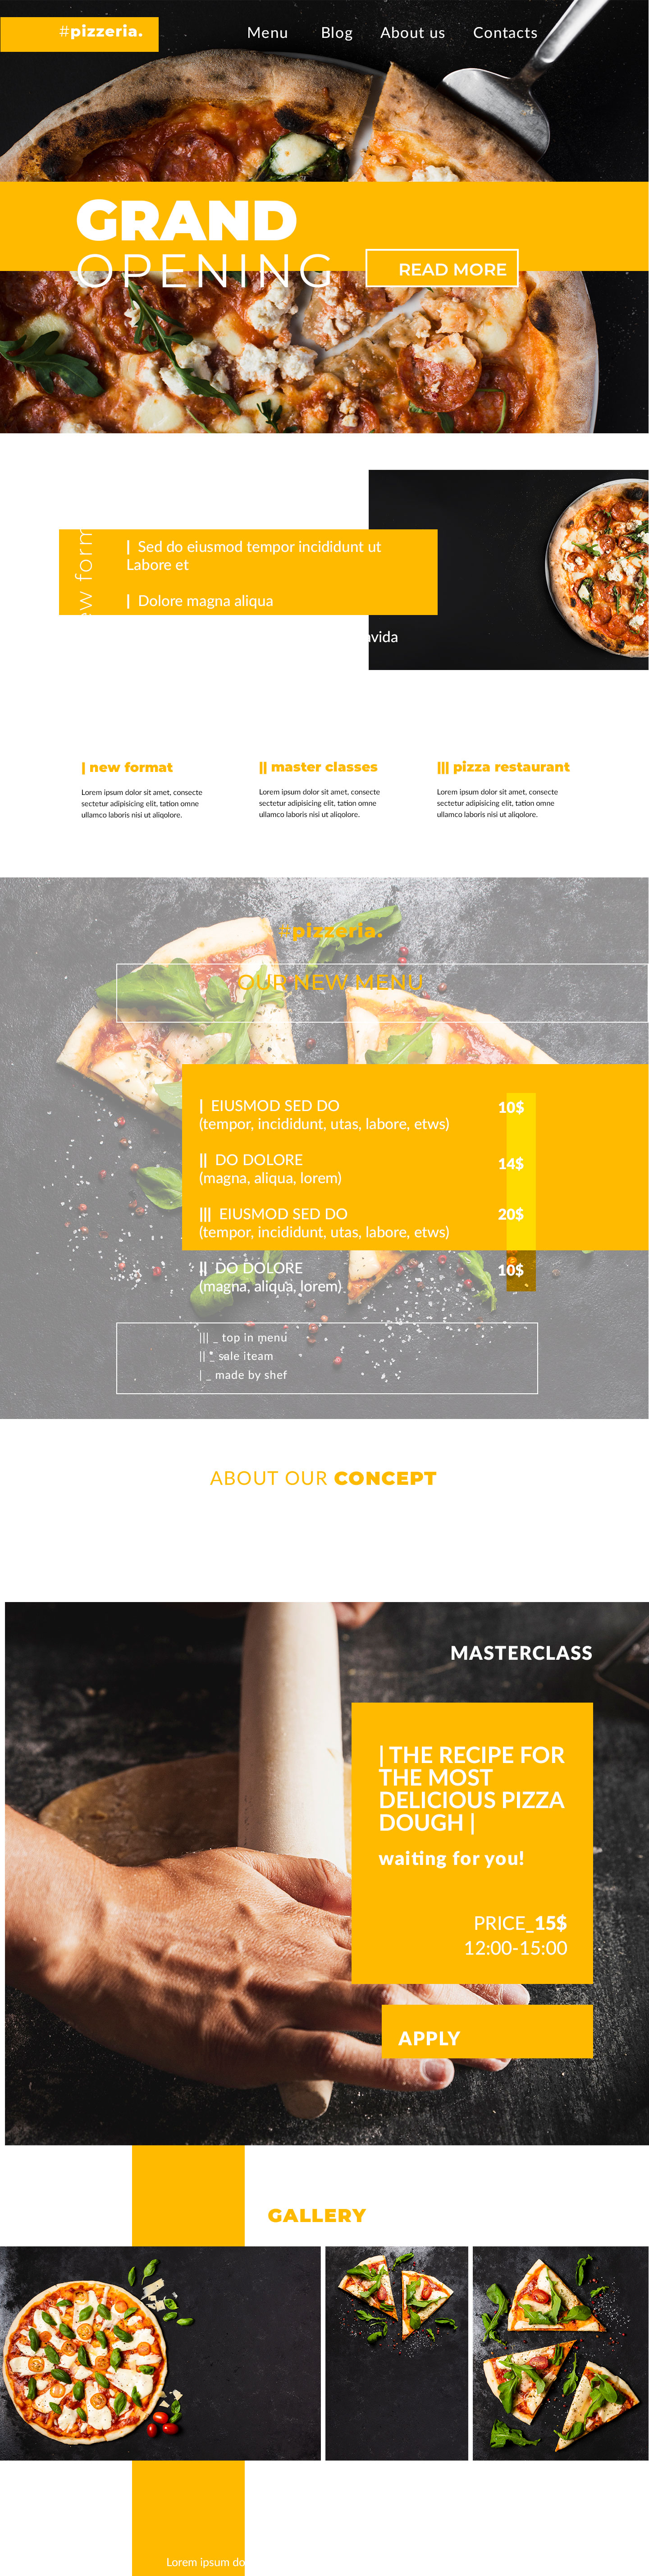 #pizzeria.
Menu Blog About us Contacts
GRAND
OPENING
READ MORE
| Sed do eiusmod tempor incididunt ut
Labore et
| Dolore magna aliqua
| new format
Lorem ipsum dolor sit amet, consecte
sectetur adipisicing elit, tation omne
ullamco laboris nisi ut aliqolore.
|| master classes
Lorem ipsum dolor sit amet, consecte
sectetur adipisicing elit, tation omne
ullamco laboris nisi ut aliqolore.
||| pizza restaurant
Lorem ipsum dolor sit amet, consecte
sectetur adipisicing elit, tation omne
ullamco laboris nisi ut aliqolore.
#pizzeria.
OUR NEW MENU
| EIUSMOD SED DO 10$
(tempor, incididunt, utas, labore, etws)
|| DO DOLORE 14$
(magna, aliqua, lorem)
||| EIUSMOD SED DO 20$
(tempor, incididunt, utas, labore, etws)
|| DO DOLORE 10$
(magna, aliqua, lorem)
||| _ top in menu
|| _ sale iteam
| _ made by shef
ABOUT OUR CONCEPT
MASTERCLASS
| THE RECIPE FOR
THE MOST
DELICIOUS PIZZA
DOUGH |
waiting for you!
PRICE_15$
12:00-15:00
APPLY
GALLERY
Lorem ipsum do